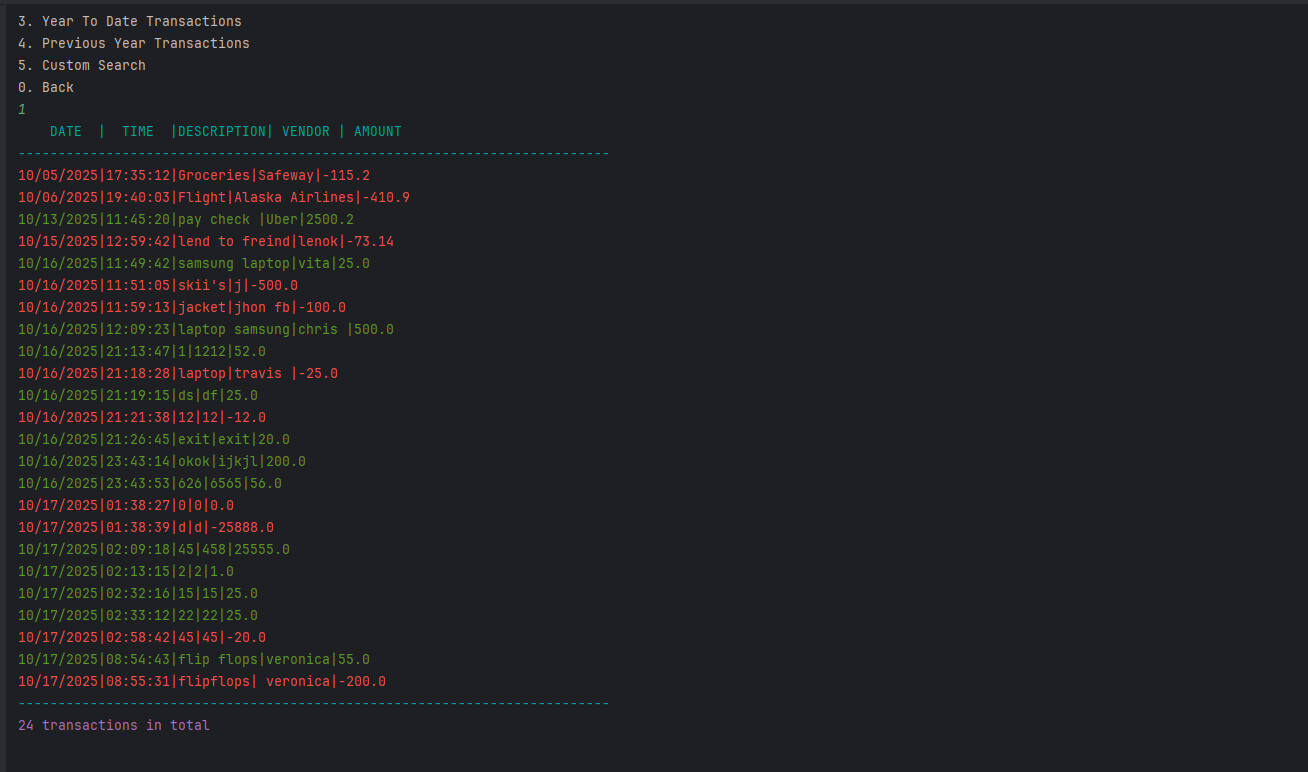 3. Year To Date Transactions
4. Previous Year Transactions
5. Custom Search
0. Back
1
    DATE  |  TIME  |DESCRIPTION| VENDOR | AMOUNT
--------------------------------------------------------------------------
10/05/2025|17:35:12|Groceries|Safeway|-115.2
10/06/2025|19:40:03|Flight|Alaska Airlines|-410.9
10/13/2025|11:45:20|pay check |Uber|2500.2
10/15/2025|12:59:42|lend to freind|lenok|-73.14
10/16/2025|11:49:42|samsung laptop|vita|25.0
10/16/2025|11:51:05|skii's|j|-500.0
10/16/2025|11:59:13|jacket|jhon fb|-100.0
10/16/2025|12:09:23|laptop samsung|chris |500.0
10/16/2025|21:13:47|1|1212|52.0
10/16/2025|21:18:28|laptop|travis |-25.0
10/16/2025|21:19:15|ds|df|25.0
10/16/2025|21:21:38|12|12|-12.0
10/16/2025|21:26:45|exit|exit|20.0
10/16/2025|23:43:14|okok|ijkjl|200.0
10/16/2025|23:43:53|626|6565|56.0
10/17/2025|01:38:27|0|0|0.0
10/17/2025|01:38:39|d|d|-25888.0
10/17/2025|02:09:18|45|458|25555.0
10/17/2025|02:13:15|2|2|1.0
10/17/2025|02:32:16|15|15|25.0
10/17/2025|02:33:12|22|22|25.0
10/17/2025|02:58:42|45|45|-20.0
10/17/2025|08:54:43|flip flops|veronica|55.0
10/17/2025|08:55:31|flipflops| veronica|-200.0
--------------------------------------------------------------------------
24 transactions in total